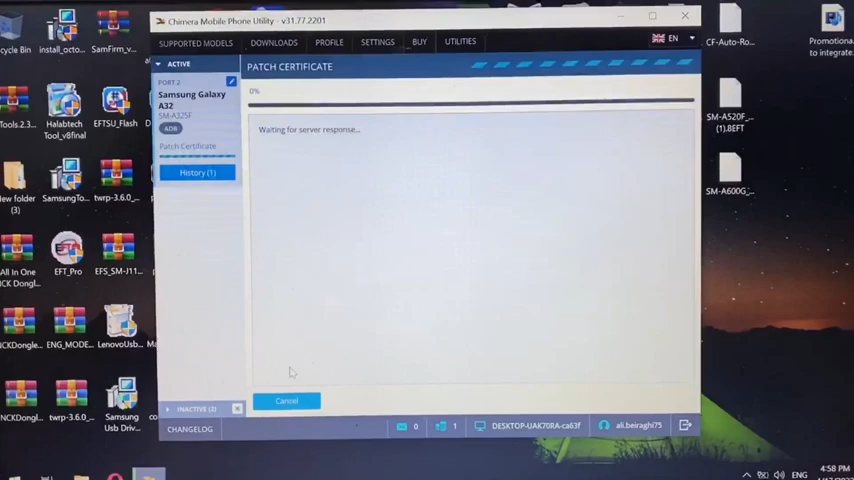 Chimera Mobile Phone Utility - v31.77.2201
SUPPORTED MODELS
DOWNLOADS
PROFILE
SETTINGS
BUY
UTILITIES
EN
ACTIVE
PATCH CERTIFICATE
PORT 2
Samsung Galaxy
A32
SM-A325F
ADB
Patch Certificate
History (1)
0%
Waiting for server response...
Cancel
INACTIVE (2)
CHANGELOG
0
1
DESKTOP-UAK70RA-ca63f
ali.beiraghi75
Recycle Bin
install_octo...
SamFirm_v...
Tools.2.3...
Halabtech
Tool_v8final
EFTSU_Flash
New folder
(3)
SamsungTo...
twrp-3.6.0_...
All In One
EFT_Pro
EFS_SM-J11...
ENG_MODE...
LenovoUsb...
twrp-3.6.0_...
Samsung
Usb Driv...
CF-Auto-Ro...
Promotiona...
to integrate...
SM-A520F_...
(1).8EFT
SM-A600G_...
ENG
4:58 PM